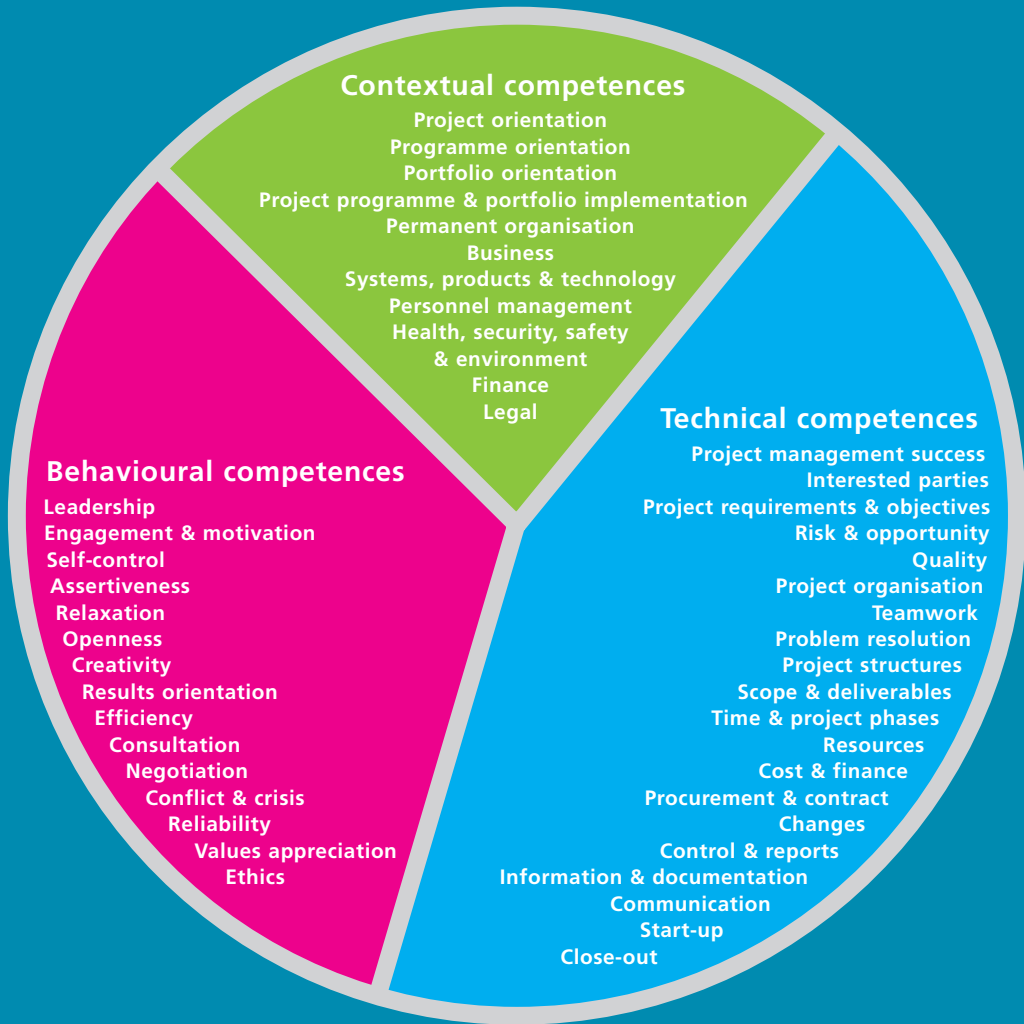 Contextual competences
Project orientation
Programme orientation
Portfolio orientation
Project programme & portfolio implementation
Permanent organisation
Business
Systems, products & technology
Personnel management
Health, security, safety
& environment
Finance
Legal
Behavioural competences
Leadership
Engagement & motivation
Self-control
Assertiveness
Relaxation
Openness
Creativity
Results orientation
Efficiency
Consultation
Negotiation
Conflict & crisis
Reliability
Values appreciation
Ethics
Technical competences
Project management success
Interested parties
Project requirements & objectives
Risk & opportunity
Quality
Project organisation
Teamwork
Problem resolution
Project structures
Scope & deliverables
Time & project phases
Resources
Cost & finance
Procurement & contract
Changes
Control & reports
Information & documentation
Communication
Start-up
Close-out